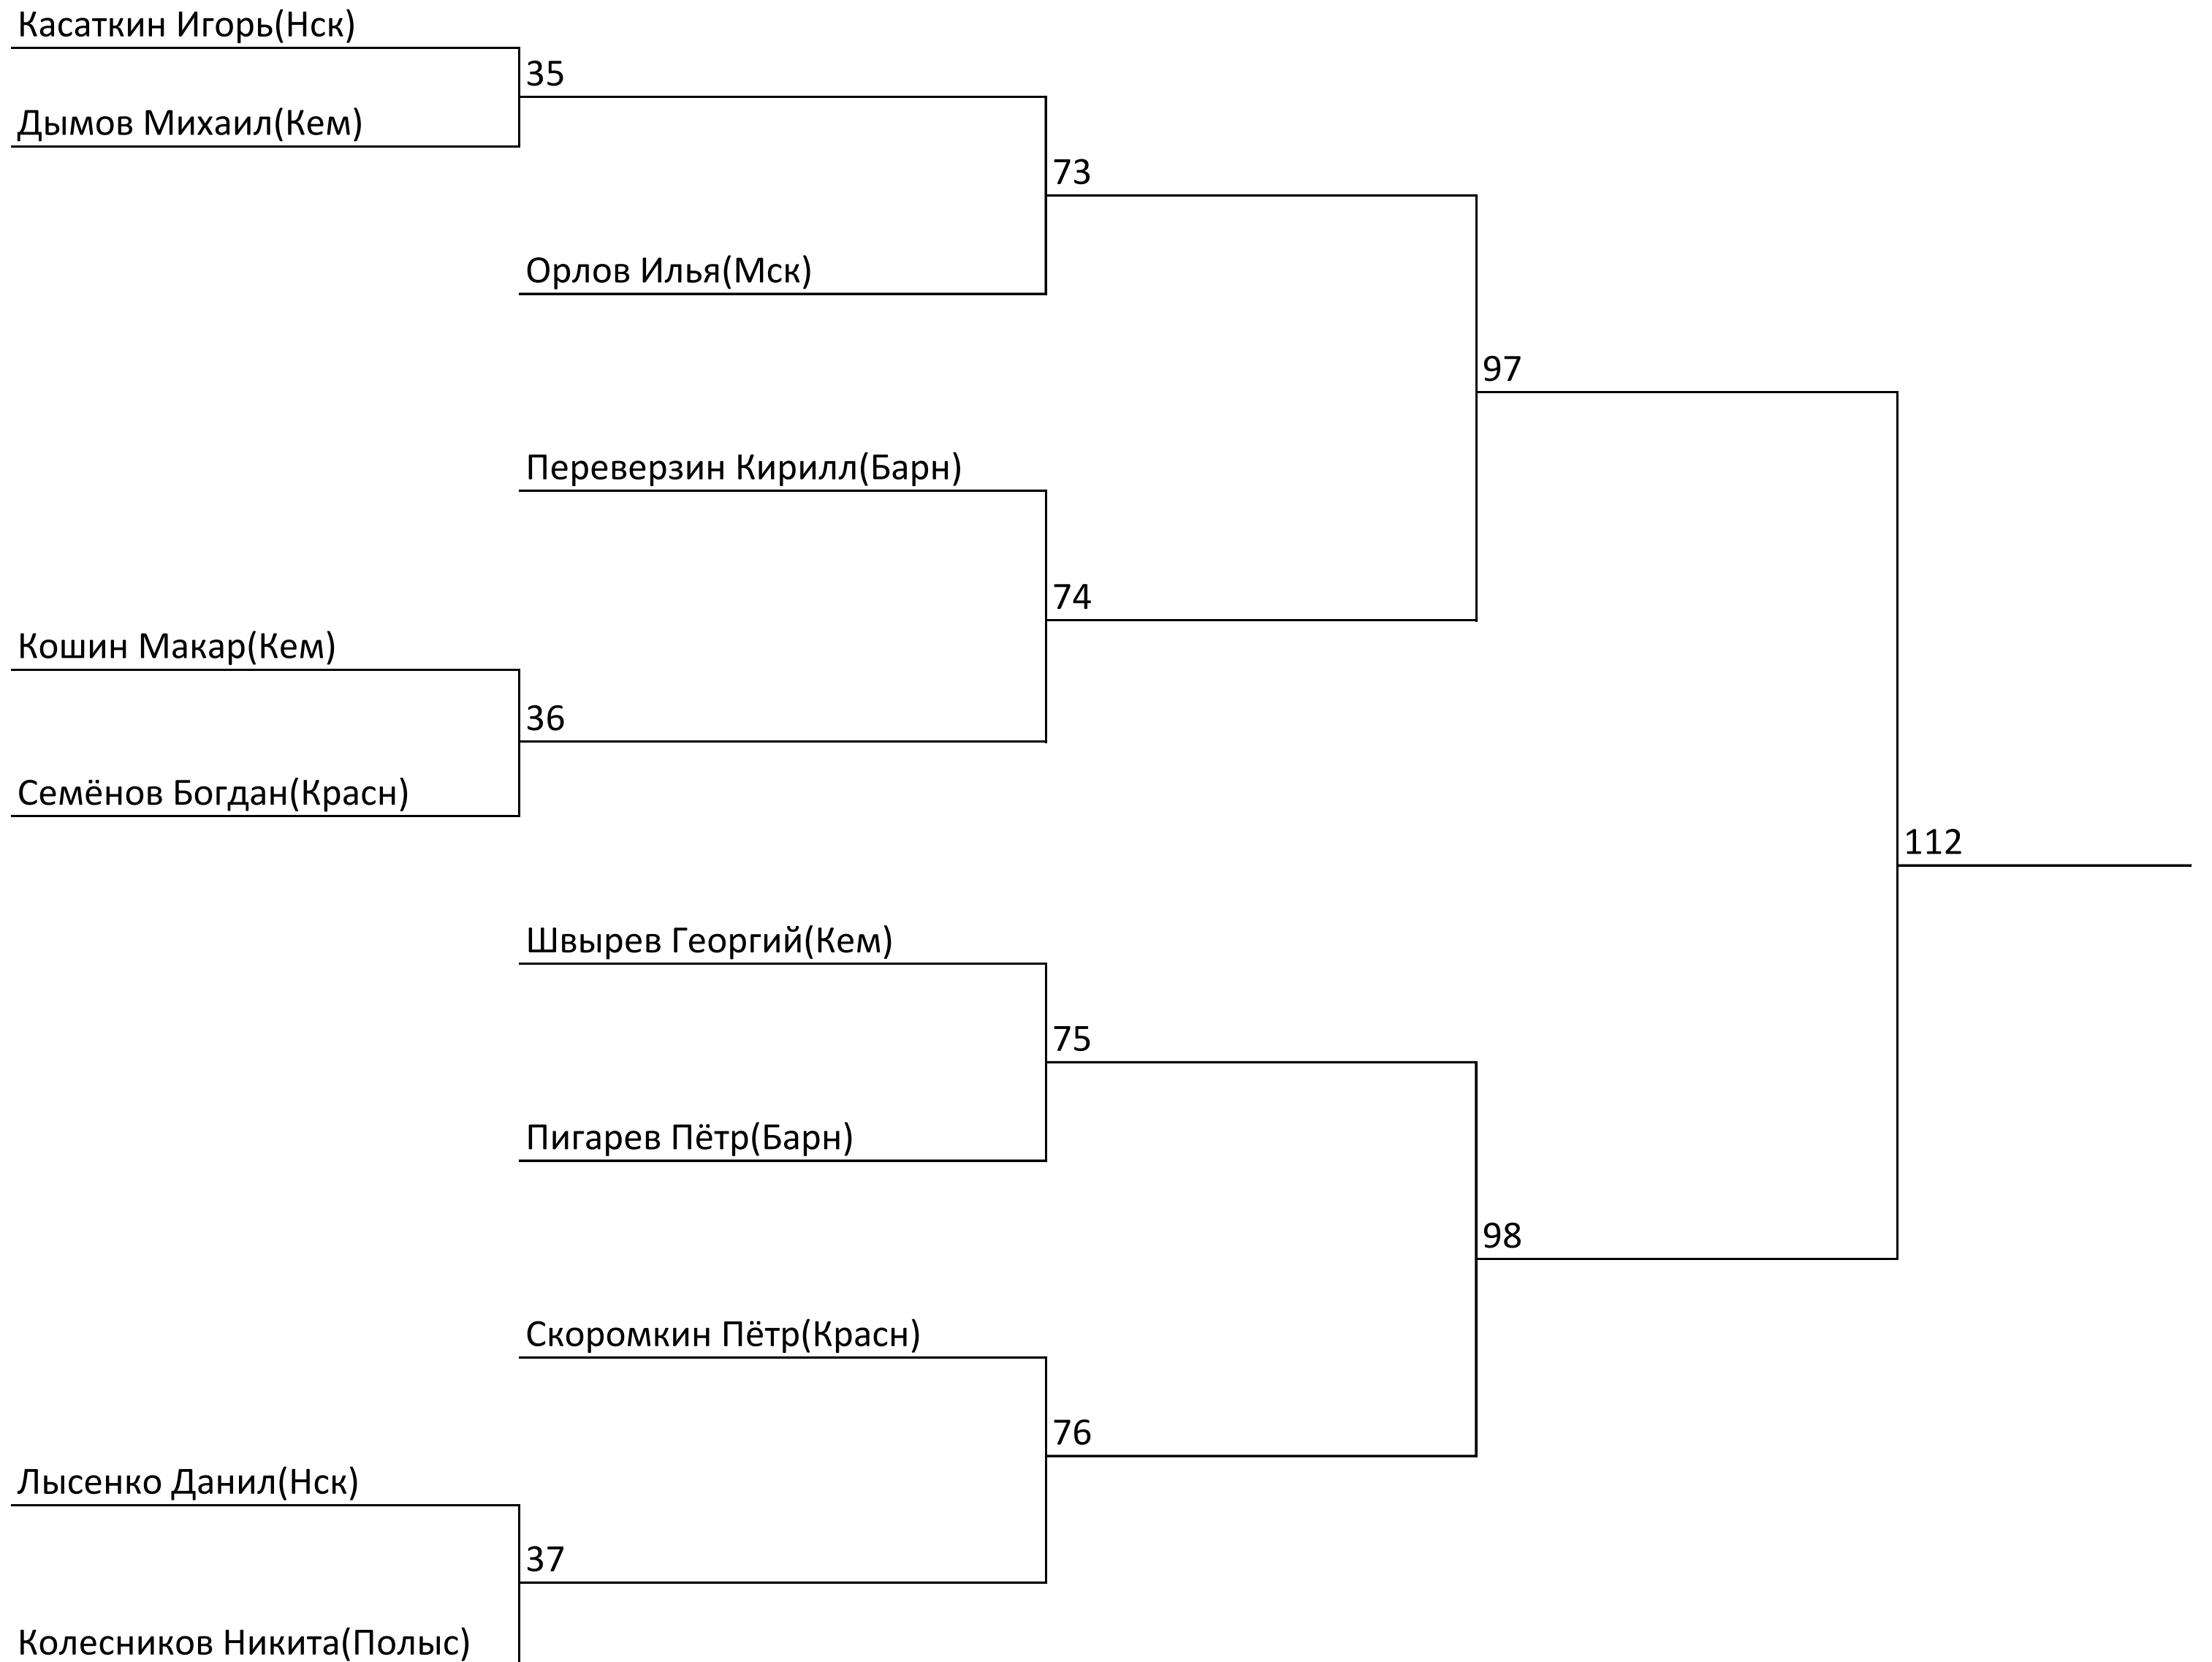 Касаткин Игорь(Нск)
35
Дымов Михаил(Кем)
73
Орлов Илья(Мск)
97
Переверзин Кирилл(Барн)
74
Кошин Макар(Кем)
36
Семёнов Богдан(Красн)
112
Швырев Георгий(Кем)
75
Пигарев Пётр(Барн)
98
Скоромкин Пётр(Красн)
76
Лысенко Данил(Нск)
37
Колесников Никита(Полыс)